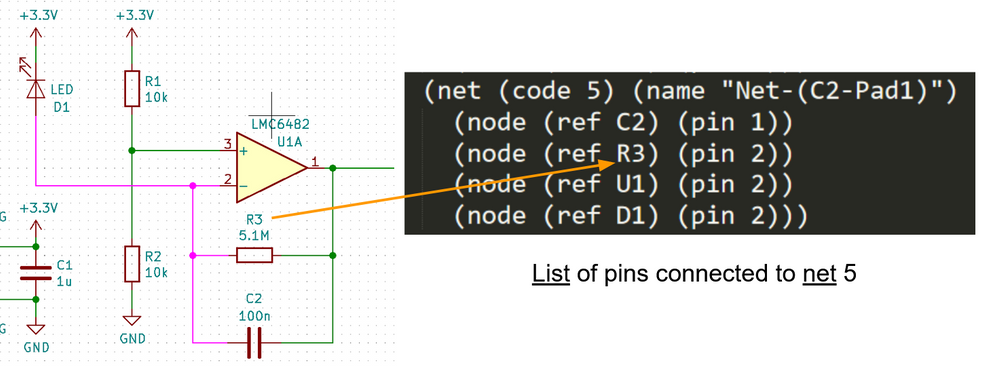 +3.3V
+3.3V
LED
D1
R1
10k
LMC6482
U1A
3
+
1
2
-
R3
5.1M
G
+3.3V
C1
1u
R2
10k
C2
100n
G
GND
GND
(net (code 5) (name "Net-(C2-Pad1)")
(node (ref C2) (pin 1))
(node (ref R3) (pin 2))
(node (ref U1) (pin 2))
(node (ref D1) (pin 2)))
List of pins connected to net 5